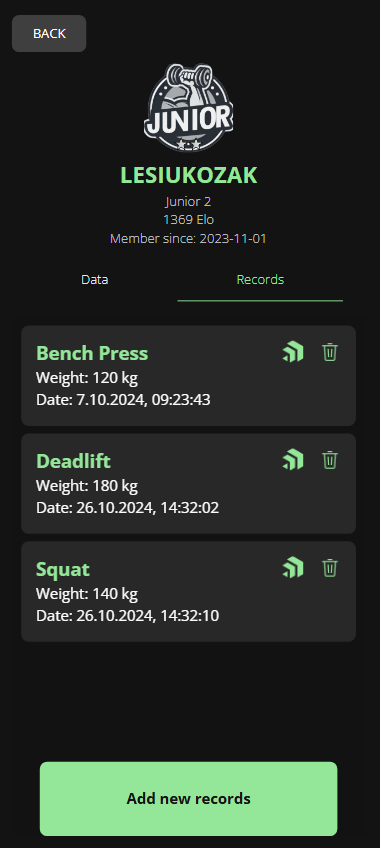 BACK
JUNIOR
LESIUKOZAK
Junior 2
1369 Elo
Member since: 2023-11-01
Data
Records
Bench Press
Weight: 120 kg
Date: 7.10.2024, 09:23:43
Deadlift
Weight: 180 kg
Date: 26.10.2024, 14:32:02
Squat
Weight: 140 kg
Date: 26.10.2024, 14:32:10
Add new records